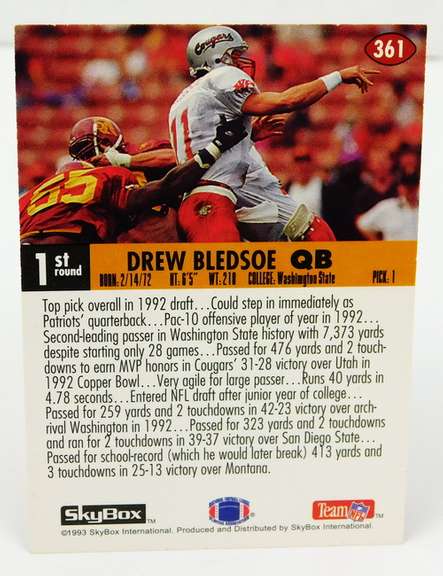 Cougars
361
11
55
1st round
DREW BLEDSOE QB
BORN: 2/14/72 HT: 6'5" WT: 210 COLLEGE: Washington State PICK: 1
Top pick overall in 1992 draft...Could step in immediately as
Patriots' quarterback...Pac-10 offensive player of year in 1992...
Second-leading passer in Washington State history with 7,373 yards
despite starting only 28 games...Passed for 476 yards and 2 touch-
downs to earn MVP honors in Cougars' 31-28 victory over Utah in
1992 Copper Bowl...Very agile for large passer...Runs 40 yards in
4.78 seconds...Entered NFL draft after junior year of college...
Passed for 259 yards and 2 touchdowns in 42-23 victory over arch-
rival Washington in 1992...Passed for 323 yards and 2 touchdowns
and ran for 2 touchdowns in 39-37 victory over San Diego State...
Passed for school-record (which he would later break) 413 yards and
3 touchdowns in 25-13 victory over Montana.
SkyBox™
Team NFL™
©1993 SkyBox International. Produced and Distributed by SkyBox International.